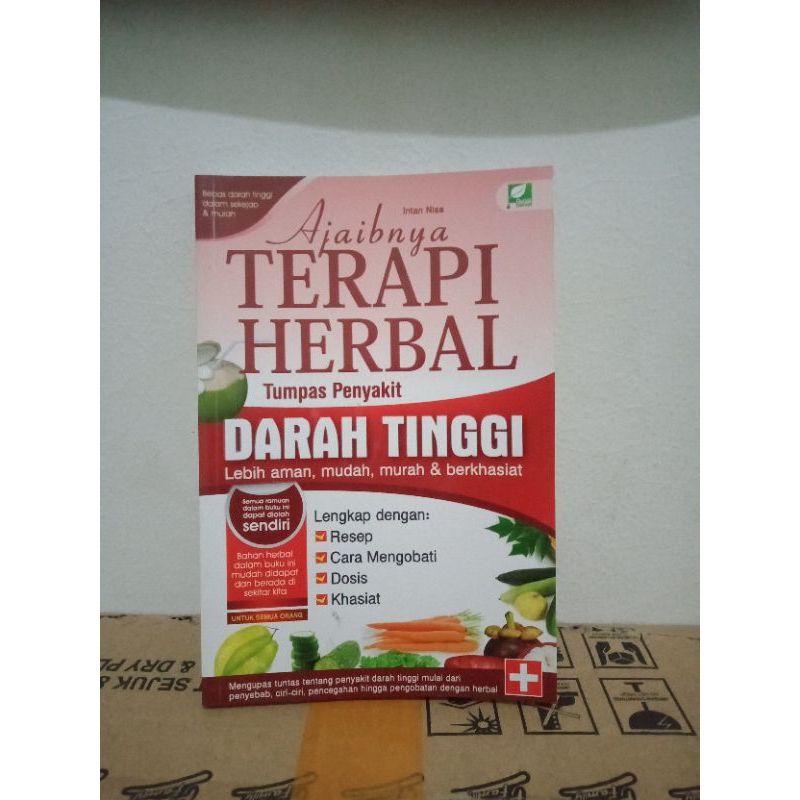 Bebas darah tinggi
dalam sekejap
& murah
Intan Nisa
Ajaibnya
TERAPI
HERBAL
Tumpas Penyakit
DARAH TINGGI
Lebih aman, mudah, murah & berkhasiat
Semua ramuan
dalam buku ini
dapat diolah
sendiri
Bahan herbal
dalam buku ini
mudah didapat
dan berada di
sekitar kita
UNTUK SEMUA ORANG
Lengkap dengan:
Resep
Cara Mengobati
Dosis
Khasiat
Mengupas tuntas tentang penyakit darah tinggi mulai dari
penyebab, ciri-ciri, pencegahan hingga pengobatan dengan herbal
T SEJUK &
& DRY PL